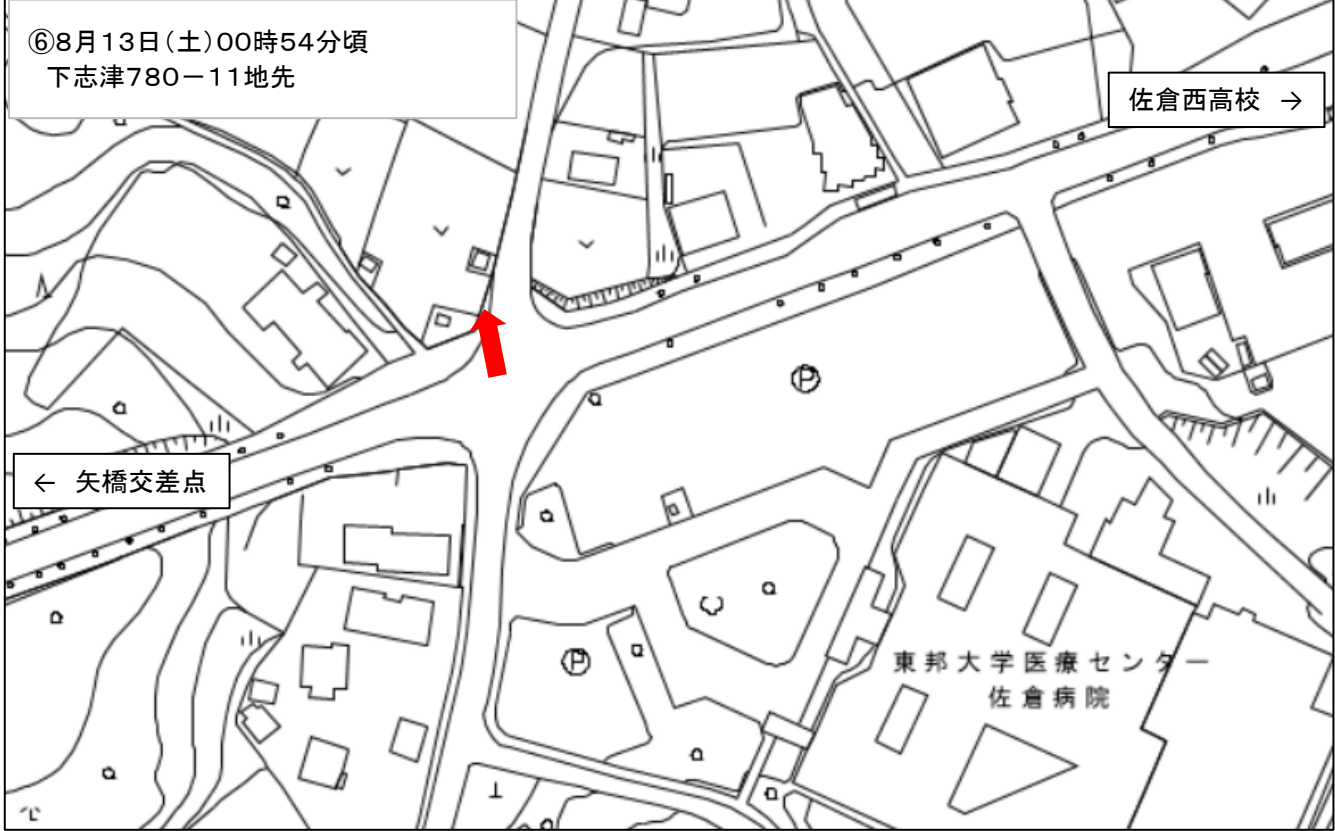 ⑥8月13日(土)00時54分頃
下志津780－11地先
佐倉西高校 →
P
← 矢橋交差点
P
東邦大学医療センター
佐倉病院